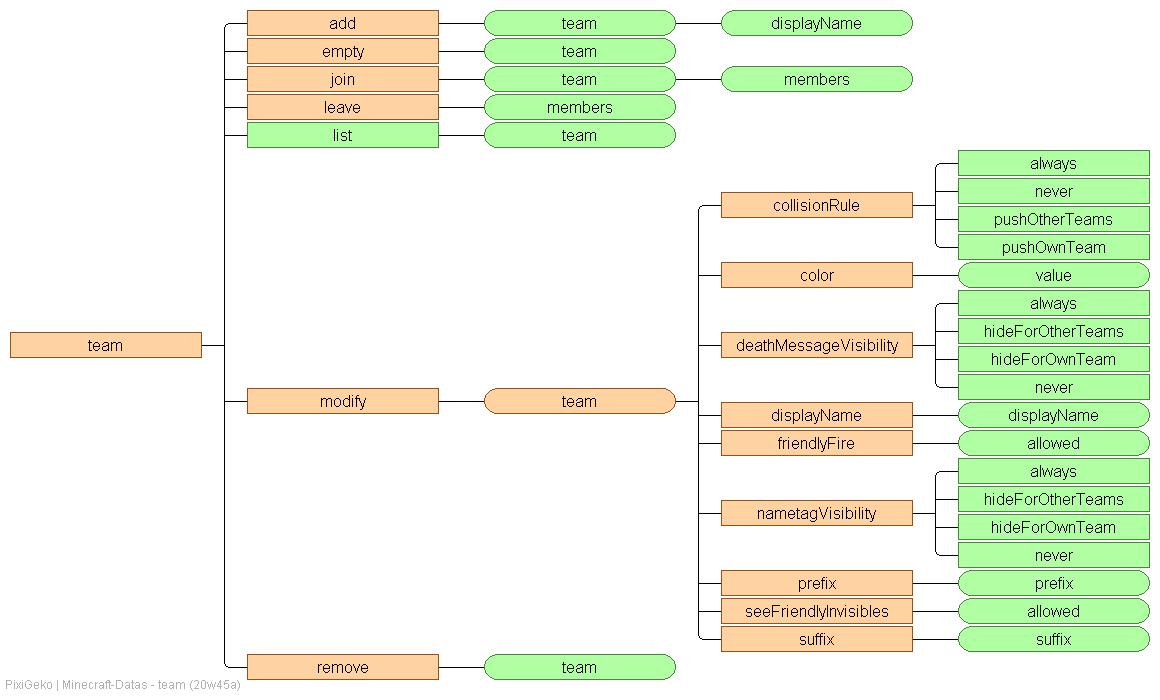 add team displayName
empty team
join team members
leave members
list team
always
collisionRule never
pushOtherTeams
pushOwnTeam
color value
always
team deathMessageVisibility hideForOtherTeams
hideForOwnTeam
never
modify team displayName displayName
friendlyFire allowed
always
nametagVisibility hideForOtherTeams
hideForOwnTeam
never
prefix prefix
seeFriendlyInvisibles allowed
suffix suffix
remove team
PixiGeko | Minecraft-Datas - team (20w45a)